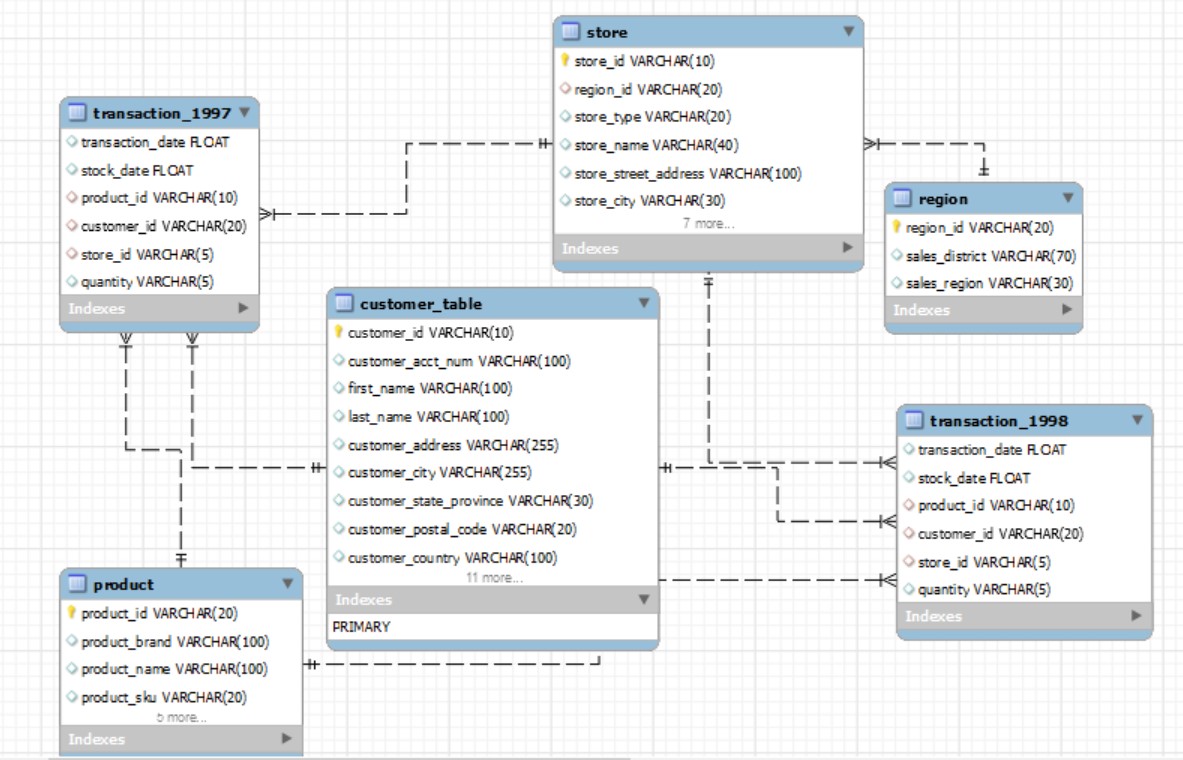 store
store_id VARCHAR(10)
region_id VARCHAR(20)
store_type VARCHAR(20)
store_name VARCHAR(40)
store_street_address VARCHAR(100)
store_city VARCHAR(30)
7 more...
Indexes
transaction_1997
transaction_date FLOAT
stock_date FLOAT
product_id VARCHAR(10)
customer_id VARCHAR(20)
store_id VARCHAR(5)
quantity VARCHAR(5)
Indexes
region
region_id VARCHAR(20)
sales_district VARCHAR(70)
sales_region VARCHAR(30)
Indexes
customer_table
customer_id VARCHAR(10)
customer_acct_num VARCHAR(100)
first_name VARCHAR(100)
last_name VARCHAR(100)
customer_address VARCHAR(255)
customer_city VARCHAR(255)
customer_state_province VARCHAR(30)
customer_postal_code VARCHAR(20)
customer_country VARCHAR(100)
11 more...
Indexes
PRIMARY
transaction_1998
transaction_date FLOAT
stock_date FLOAT
product_id VARCHAR(10)
customer_id VARCHAR(20)
store_id VARCHAR(5)
quantity VARCHAR(5)
Indexes
product
product_id VARCHAR(20)
product_brand VARCHAR(100)
product_name VARCHAR(100)
product_sku VARCHAR(20)
5 more...
Indexes